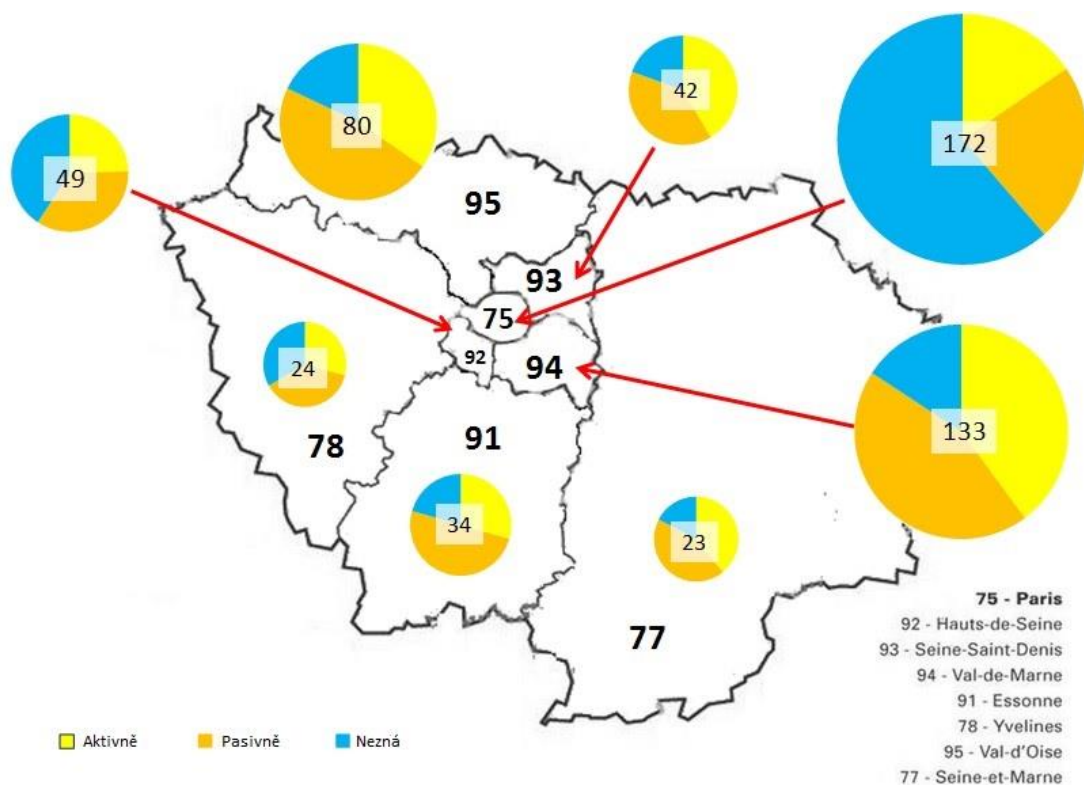 80
42
172
49
95
93
75
92
94
24
78
91
133
34
23
77
75 - Paris
92 - Hauts-de-Seine
93 - Seine-Saint-Denis
94 - Val-de-Marne
91 - Essonne
78 - Yvelines
95 - Val-d'Oise
77 - Seine-et-Marne
Aktivně Pasivně Nezná